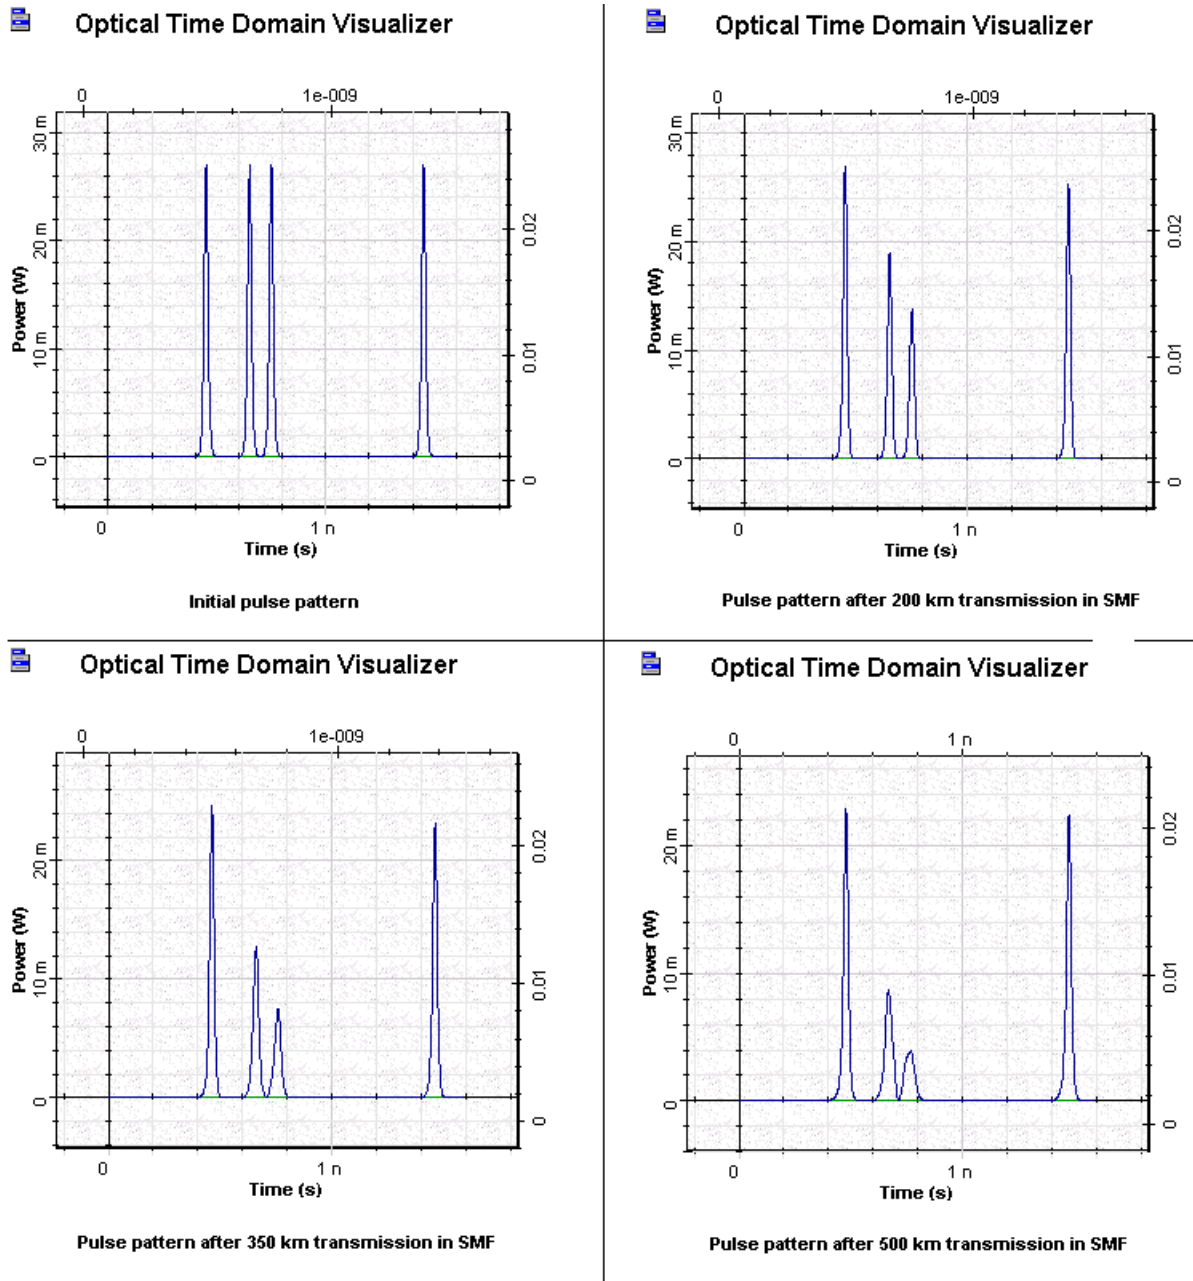 Optical Time Domain Visualizer
0 1e-009
30 m
20 m
10 m
0
Power (W)
0.02
0.01
0
0 1 n
Time (s)
Initial pulse pattern
Optical Time Domain Visualizer
0 1e-009
30 m
20 m
10 m
0
Power (W)
0.02
0.01
0
0 1 n
Time (s)
Pulse pattern after 200 km transmission in SMF
Optical Time Domain Visualizer
0 1e-009
20 m
10 m
0
Power (W)
0.02
0.01
0
0 1 n
Time (s)
Pulse pattern after 350 km transmission in SMF
Optical Time Domain Visualizer
0 1 n
20 m
10 m
0
Power (W)
0.02
0.01
0
0 1 n
Time (s)
Pulse pattern after 500 km transmission in SMF